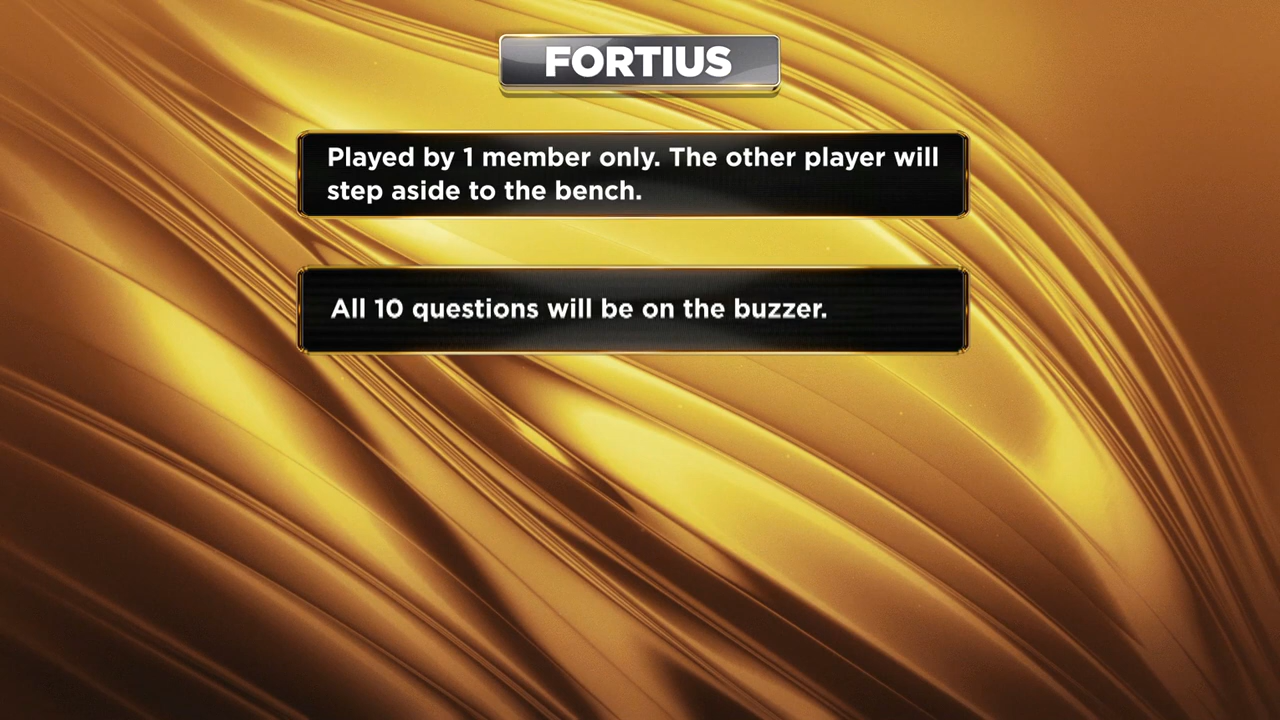 FORTIUS
Played by 1 member only. The other player will
step aside to the bench.
All 10 questions will be on the buzzer.